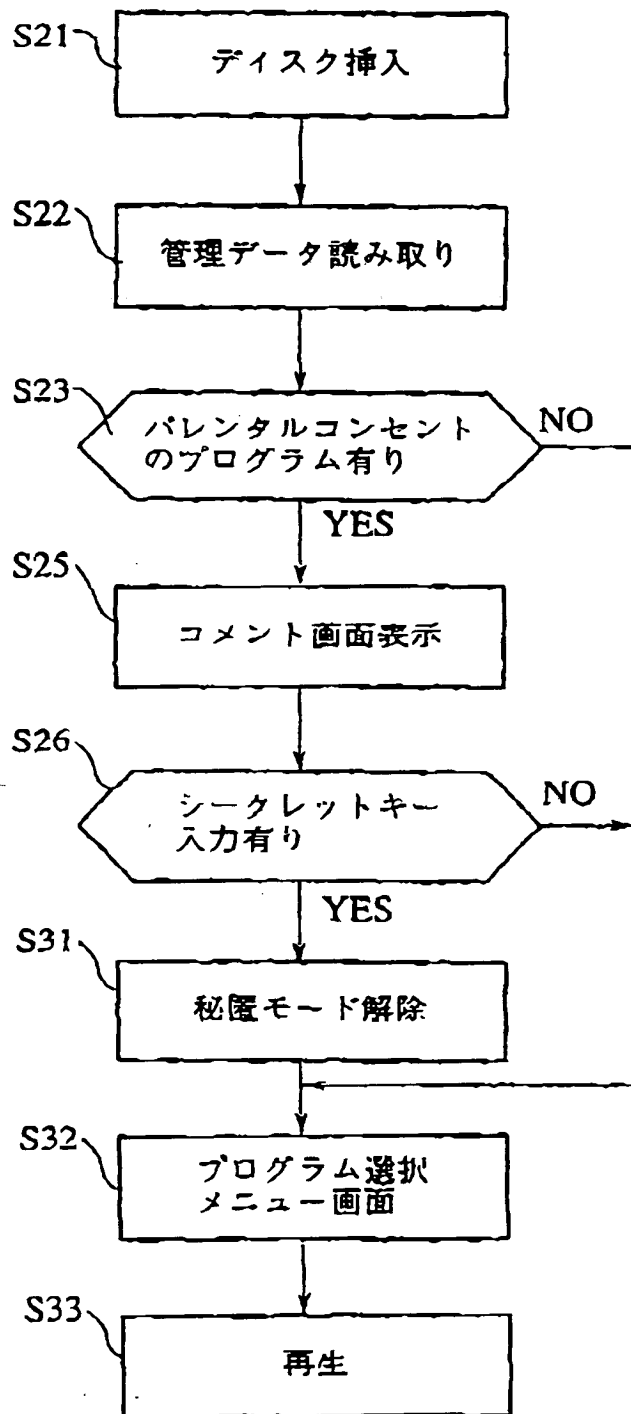 S21
ディスク挿入
S22
管理データ読み取り
S23
パレンタルコンセント
のプログラム有り
NO
YES
S25
コメント画面表示
S26
シークレットキー
入力有り
NO
YES
S31
秘匿モード解除
S32
プログラム選択
メニュー画面
S33
再生